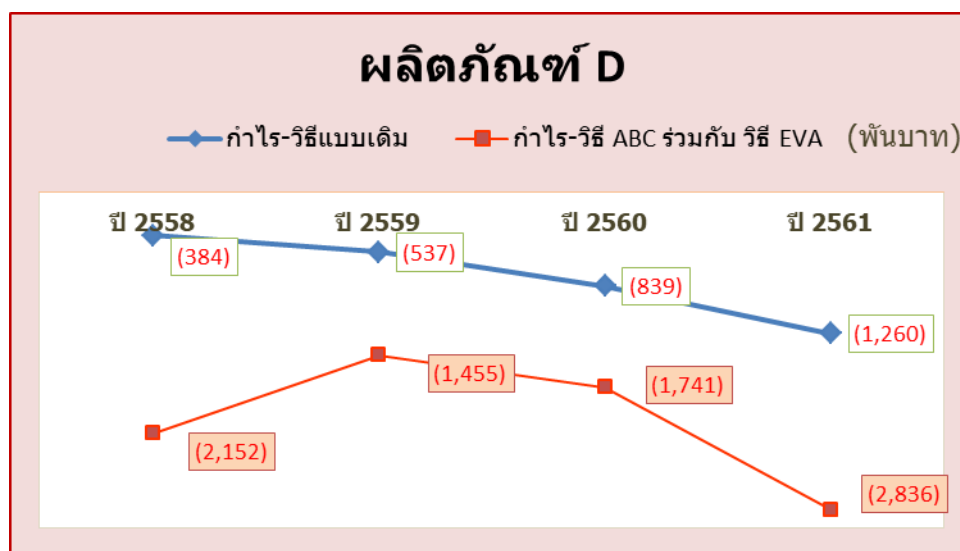 ผลิตภัณฑ์ D
กำไร-วิธีแบบเดิม กำไร-วิธี ABC ร่วมกับ วิธี EVA (พันบาท)
ปี 2558 ปี 2559 ปี 2560 ปี 2561
(384) (537) (839) (1,260)
(2,152) (1,455) (1,741) (2,836)